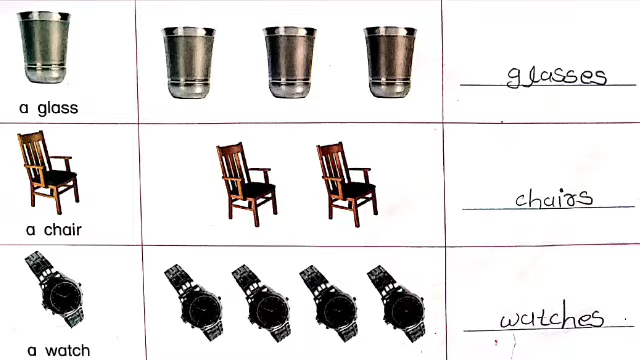 a glass
glasses
a chair
chairs
a watch
watches